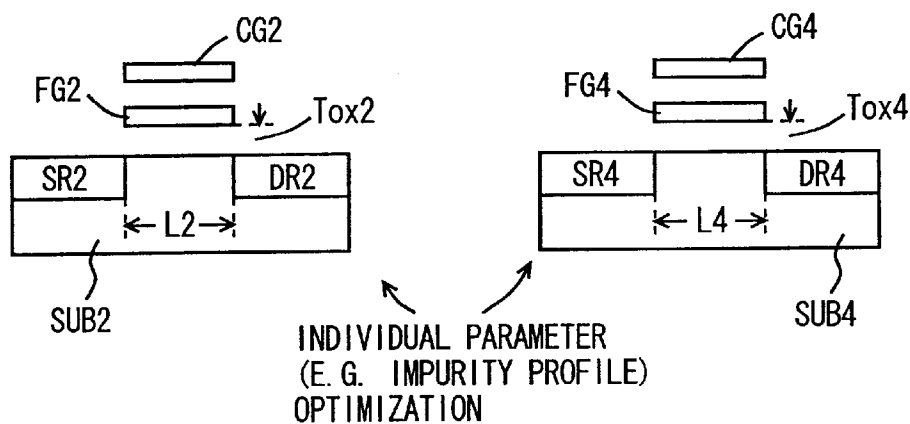 CG2
FG2
Tox2
SR2
DR2
L2
SUB2
CG4
FG4
Tox4
SR4
DR4
L4
SUB4
INDIVIDUAL PARAMETER
(E.G. IMPURITY PROFILE)
OPTIMIZATION